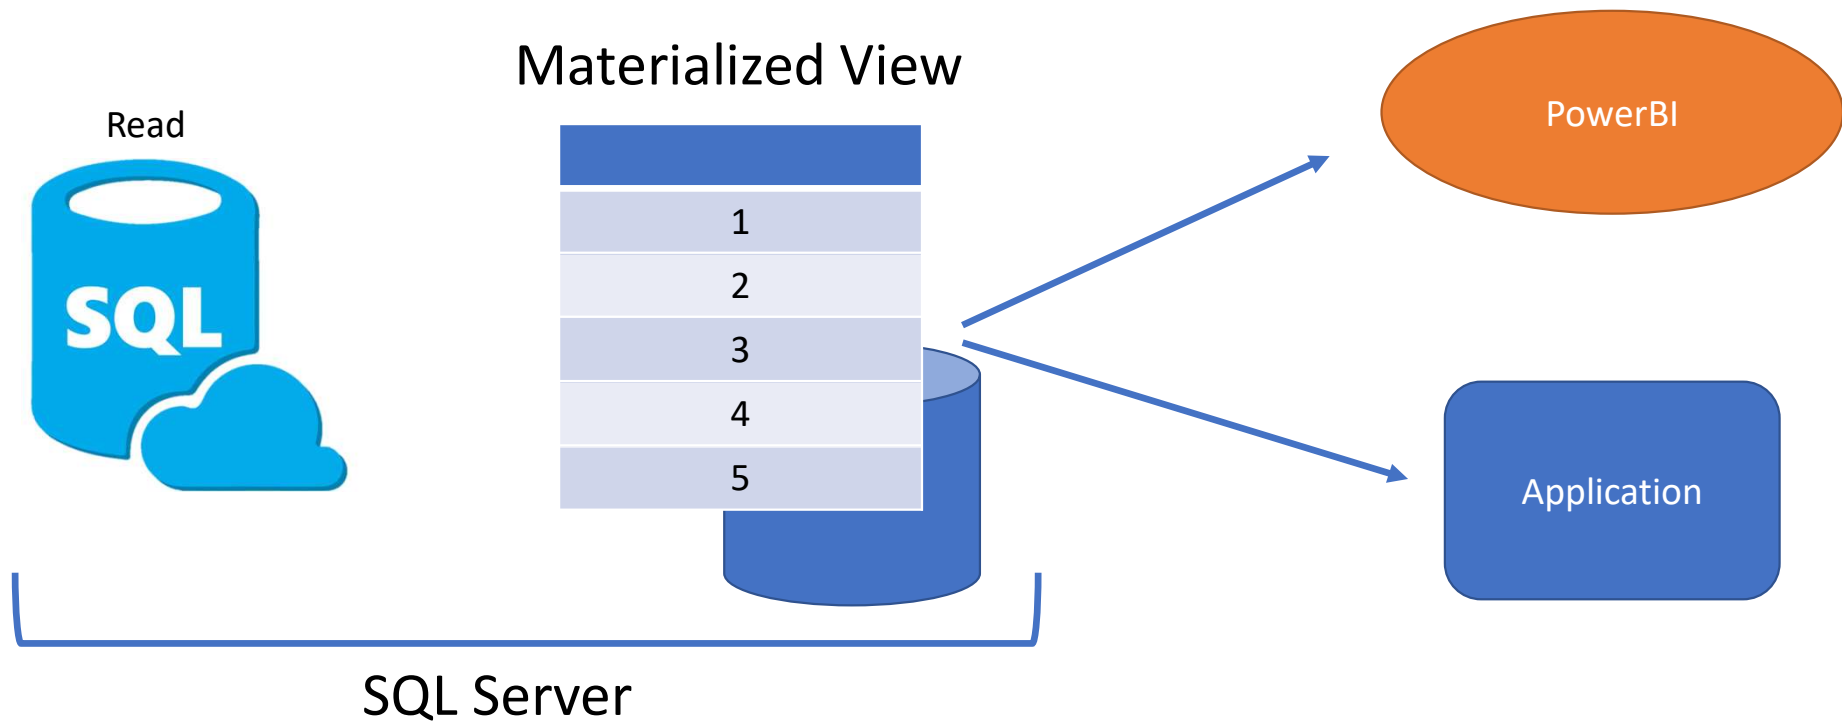 Materialized View
Read
SQL
1
2
3
4
5
PowerBI
Application
SQL Server